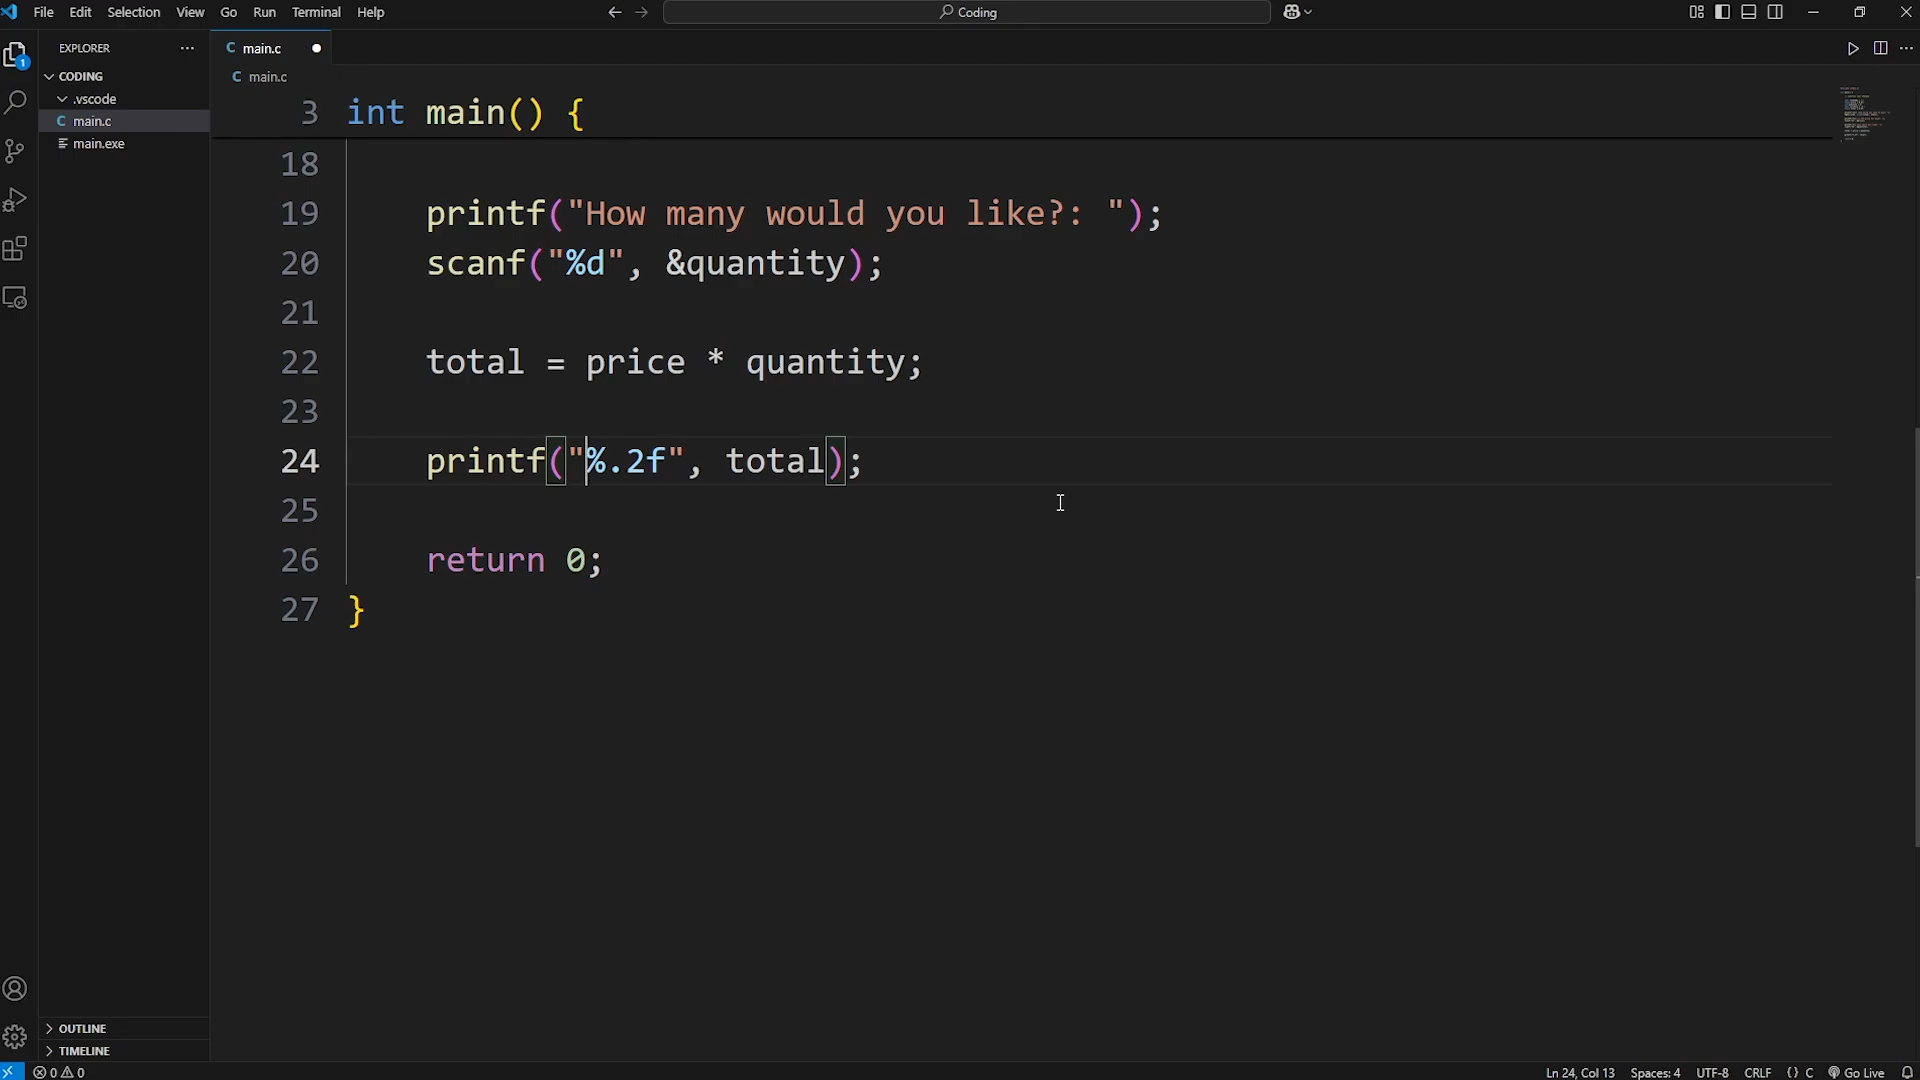 File Edit Selection View Go Run Terminal Help
Coding
EXPLORER
CODING
.vscode
C main.c
main.exe
C main.c
C main.c
3 int main() {
18
19 printf("How many would you like?: ");
20 scanf("%d", &quantity);
21
22 total = price * quantity;
23
24 printf("%.2f", total);
25
26 return 0;
27 }
1
OUTLINE
TIMELINE
0 0
Ln 24, Col 13 Spaces: 4 UTF-8 CRLF {} C Go Live